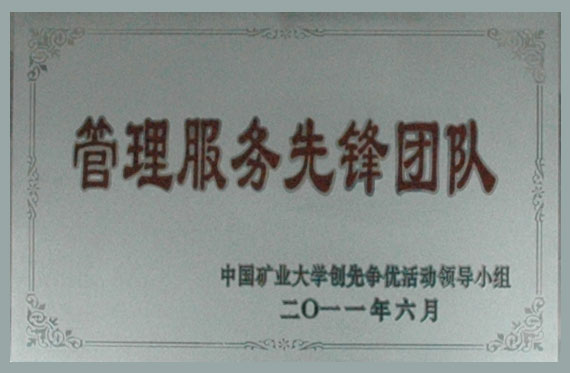 管理服务先锋团队
中国矿业大学创先争优活动领导小组
二〇一一年六月